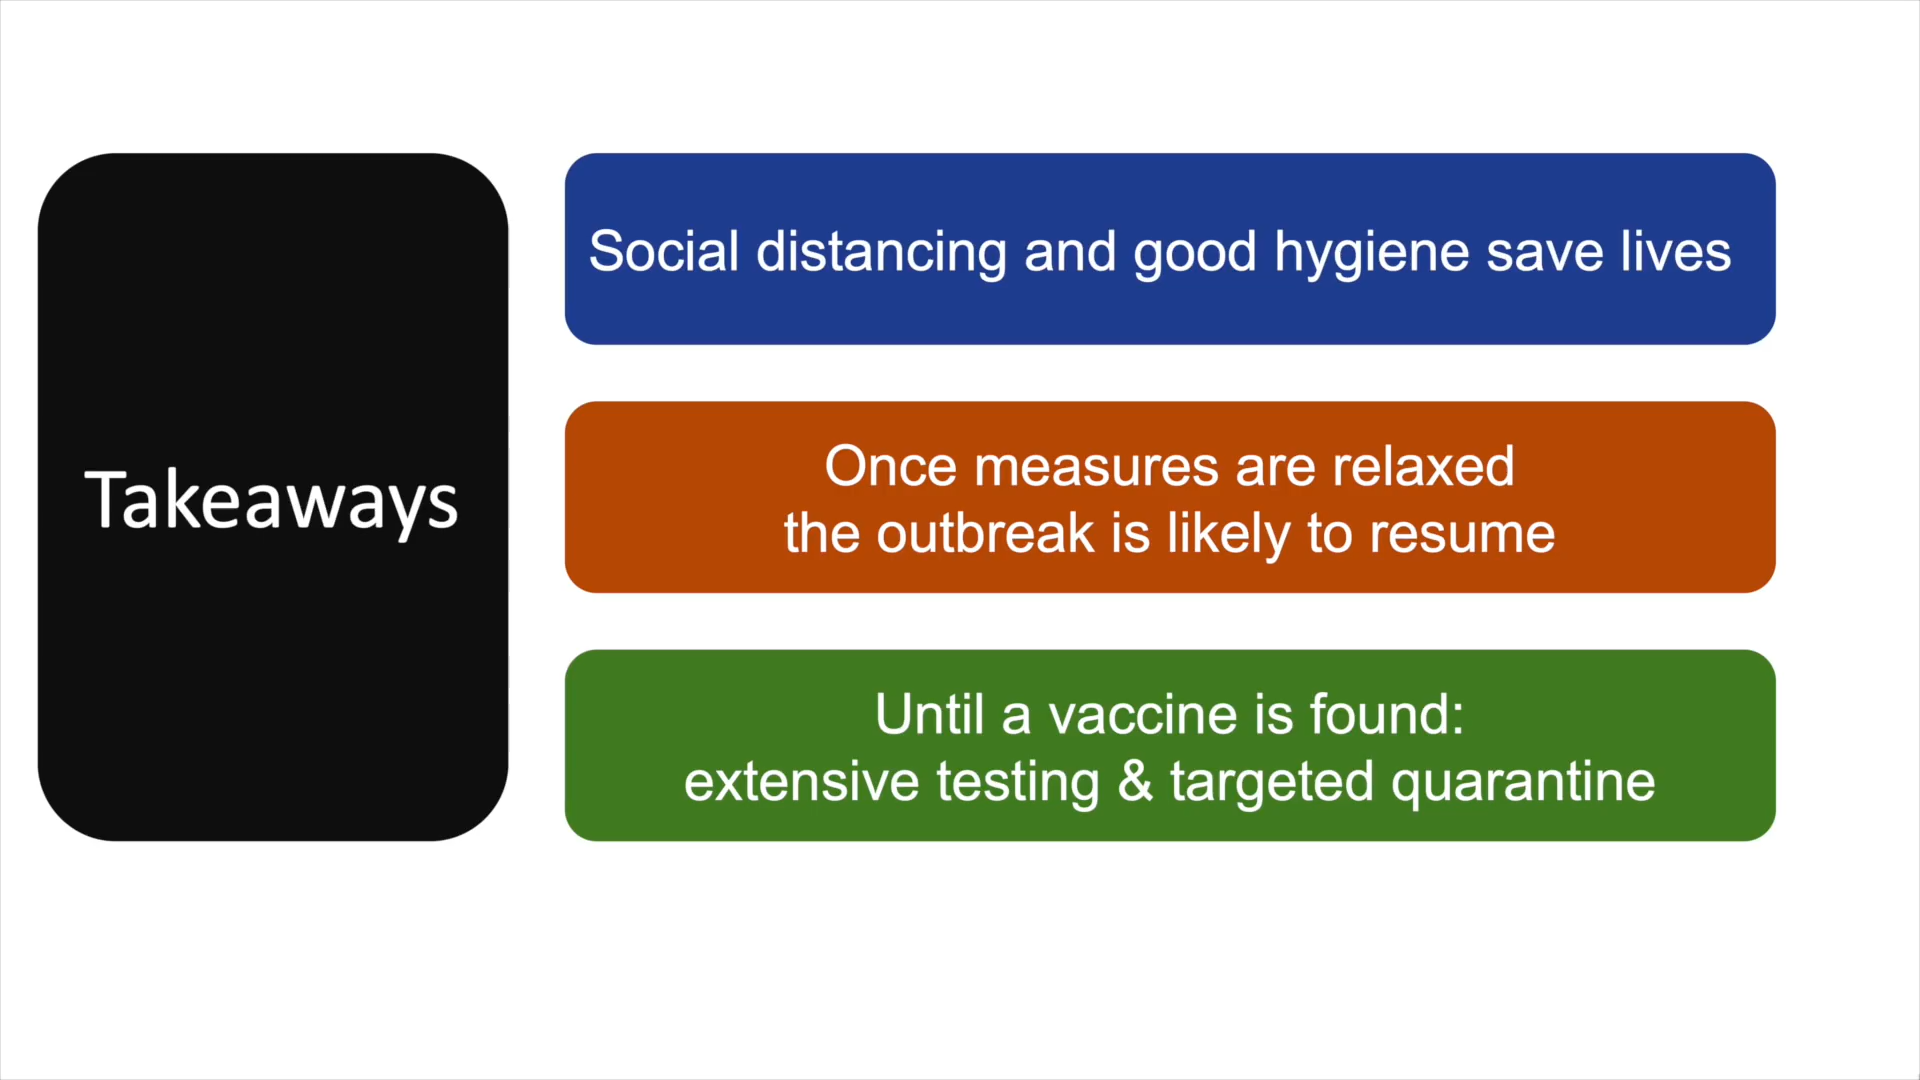 Takeaways
Social distancing and good hygiene save lives
Once measures are relaxed
the outbreak is likely to resume
Until a vaccine is found:
extensive testing & targeted quarantine